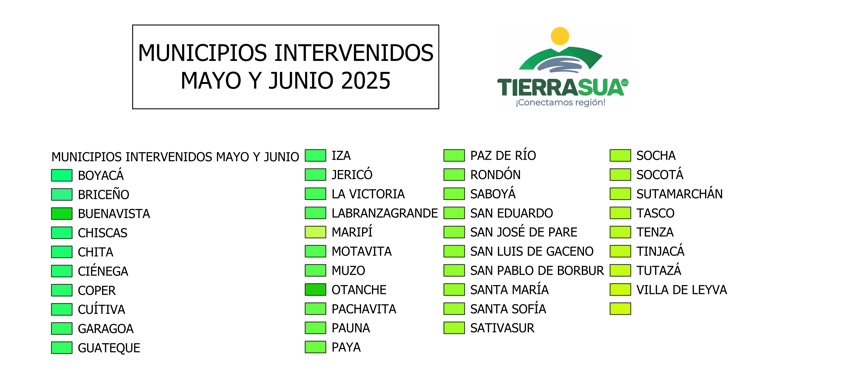 MUNICIPIOS INTERVENIDOS
MAYO Y JUNIO 2025
TIERRASUA
¡Conectamos región!
MUNICIPIOS INTERVENIDOS MAYO Y JUNIO
BOYACÁ
BRICEÑO
BUENAVISTA
CHISCAS
CHITA
CIÉNEGA
COPER
CUÍTIVA
GARAGOA
GUATEQUE
IZA
JERICÓ
LA VICTORIA
LABRANZAGRANDE
MARIPÍ
MOTAVITA
MUZO
OTANCHE
PACHAVITA
PAUNA
PAYA
PAZ DE RÍO
RONDÓN
SABOYÁ
SAN EDUARDO
SAN JOSÉ DE PARE
SAN LUIS DE GACENO
SAN PABLO DE BORBUR
SANTA MARÍA
SANTA SOFÍA
SATIVASUR
SOCHA
SOCOTÁ
SUTAMARCHÁN
TASCO
TENZA
TINJACÁ
TUTAZÁ
VILLA DE LEYVA